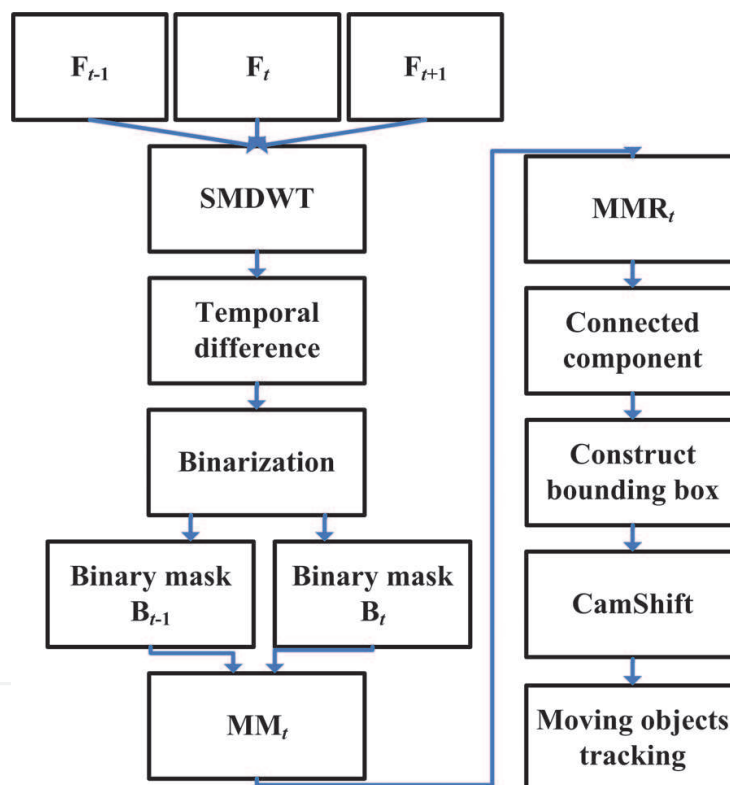 F_{t-1}
F_t
F_{t+1}
SMDWT
Temporal
difference
Binarization
Binary mask
B_{t-1}
Binary mask
B_t
MM_t
MMR_t
Connected
component
Construct
bounding box
CamShift
Moving objects
tracking